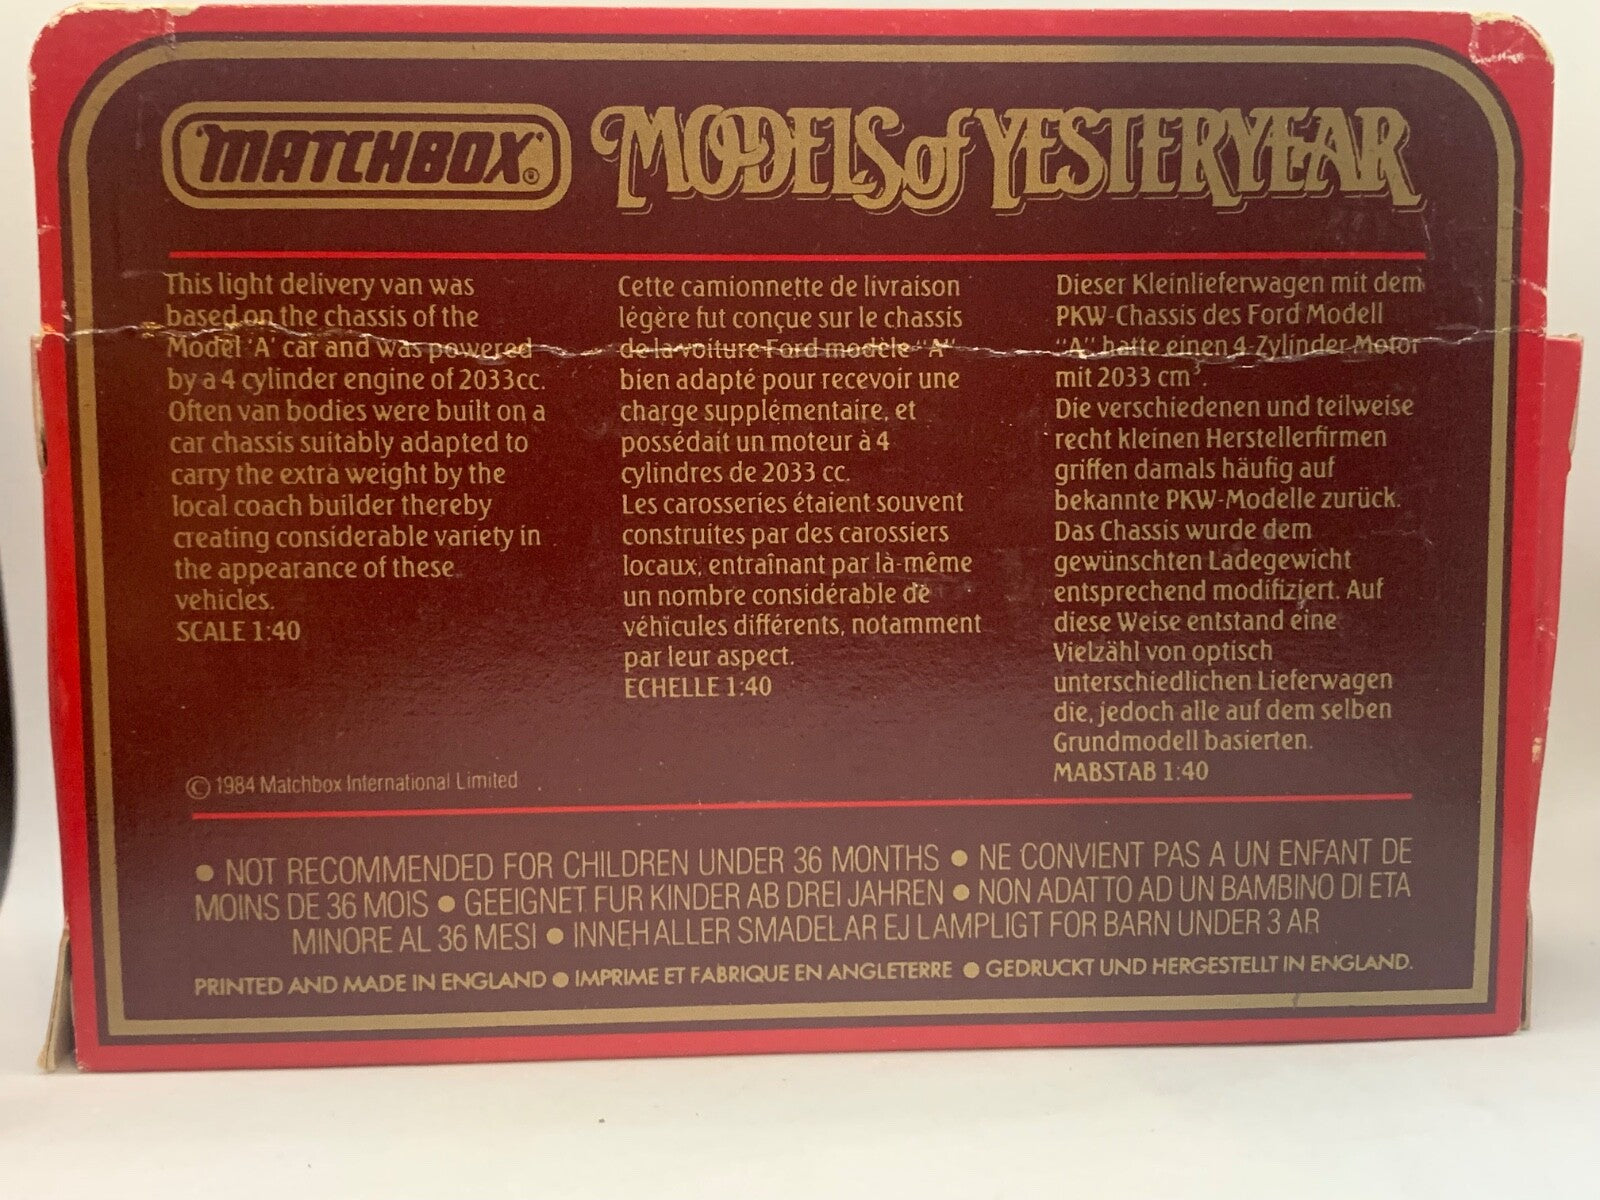 MATCHBOX® MODELS of YESTERYEAR
This light delivery van was
based on the chassis of the
Model 'A' car and was powered
by a 4 cylinder engine of 2033cc.
Often van bodies were built on a
car chassis suitably adapted to
carry the extra weight by the
local coach builder thereby
creating considerable variety in
the appearance of these
vehicles.
SCALE 1:40
© 1984 Matchbox International Limited
Cette camionnette de livraison
légère fut conçue sur le chassis
de la voiture Ford modèle "A"
bien adapté pour recevoir une
charge supplémentaire, et
possédait un moteur à 4
cylindres de 2033 cc.
Les carosseries étaient souvent
construites par des carossiers
locaux, entraînant par là-même
un nombre considérable de
véhicules différents, notamment
par leur aspect.
ECHELLE 1:40
Dieser Kleinlieferwagen mit dem
PKW-Chassis des Ford Modell
"A" hatte einen 4-Zylinder-Motor
mit 2033 cm³.
Die verschiedenen und teilweise
recht kleinen Herstellerfirmen
griffen damals häufig auf
bekannte PKW-Modelle zurück.
Das Chassis wurde dem
gewünschten Ladegewicht
entsprechend modifiziert. Auf
diese Weise entstand eine
Vielzähl von optisch
unterschiedlichen Lieferwagen
die, jedoch alle auf dem selben
Grundmodell basierten.
MABSTAB 1:40
● NOT RECOMMENDED FOR CHILDREN UNDER 36 MONTHS ● NE CONVIENT PAS A UN ENFANT DE
MOINS DE 36 MOIS ● GEEIGNET FUR KINDER AB DREI JAHREN ● NON ADATTO AD UN BAMBINO DI ETA
MINORE AL 36 MESI ● INNEHALLER SMADELAR EJ LAMPLIGT FOR BARN UNDER 3 AR
PRINTED AND MADE IN ENGLAND ● IMPRIME ET FABRIQUE EN ANGLETERRE ● GEDRUCKT UND HERGESTELLT IN ENGLAND.